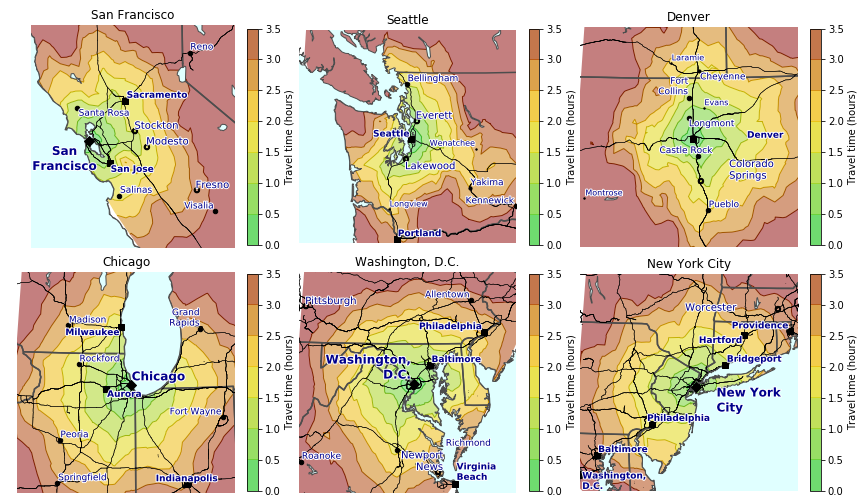 San Francisco
Reno
Sacramento
Santa Rosa
Stockton
Modesto
San
Francisco
San Jose
Salinas
Fresno
Visalia
3.5
3.0
2.5
2.0
1.5
1.0
0.5
0.0
Travel time (hours)
Seattle
Bellingham
Everett
Seattle
Wenatchee
Lakewood
Yakima
Longview
Kennewick
Portland
3.5
3.0
2.5
2.0
1.5
1.0
0.5
0.0
Travel time (hours)
Denver
Laramie
Cheyenne
Fort
Collins
Evans
Longmont
Denver
Castle Rock
Colorado
Springs
Montrose
Pueblo
3.5
3.0
2.5
2.0
1.5
1.0
0.5
0.0
Travel time (hours)
Chicago
Madison
Milwaukee
Grand
Rapids
Rockford
Chicago
Aurora
Fort Wayne
Peoria
Springfield
Indianapolis
3.5
3.0
2.5
2.0
1.5
1.0
0.5
0.0
Travel time (hours)
Washington, D.C.
Pittsburgh
Allentown
Philadelphia
Washington,
D.C.
Baltimore
Richmond
Roanoke
Newport
News
Virginia
Beach
3.5
3.0
2.5
2.0
1.5
1.0
0.5
0.0
Travel time (hours)
New York City
Worcester
Providence
Hartford
Bridgeport
New York
City
Philadelphia
Baltimore
Washington,
D.C.
3.5
3.0
2.5
2.0
1.5
1.0
0.5
0.0
Travel time (hours)